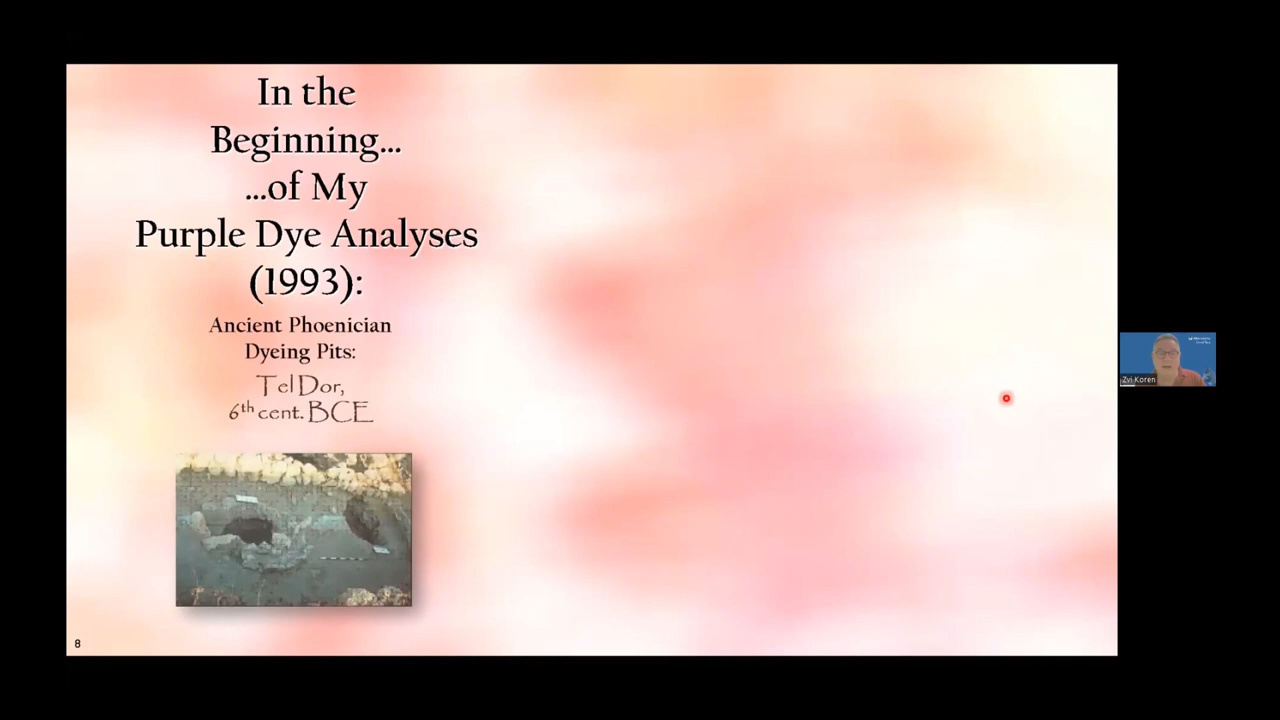 In the
Beginning...
...of My
Purple Dye Analyses
(1993):
Ancient Phoenician
Dyeing Pits:
Tel Dor,
6th cent. BCE
8
Zvi Koren